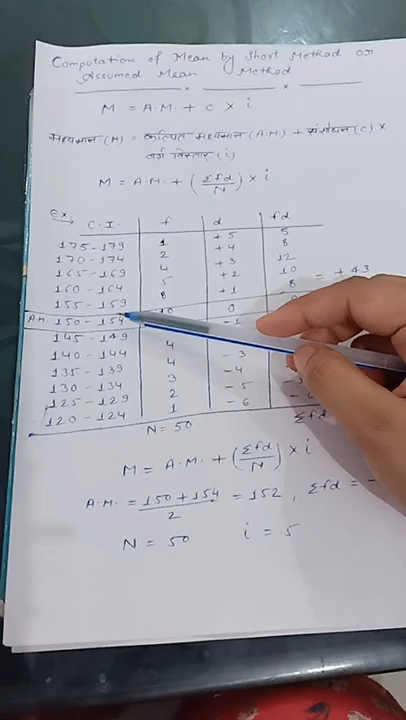 Computation of Mean by Short Method or
Assumed Mean Method
M = A.M. + C × i
मध्यमान (M) = कल्पित मध्यमान (A.M.) + संशोधन (C) ×
वर्ग विस्तार (i)
M = A.M. + (Σfd/N) × i
Ex.
C.I. f d fd
175-179 1 +5 5
170-174 2 +4 8
165-169 4 +3 12
160-164 5 +2 10 = +43
155-159 8 +1 8
A.M. 150-154 10 0 0
145-149 -1
140-144 4
135-139 4 -3
130-134 3 -4
125-129 2 -5
120-124 1 -6
N = 50 Σfd
M = A.M. + (Σfd/N) × i
A.M. = 150+154/2 = 152, Σfd = -
N = 50 i = 5